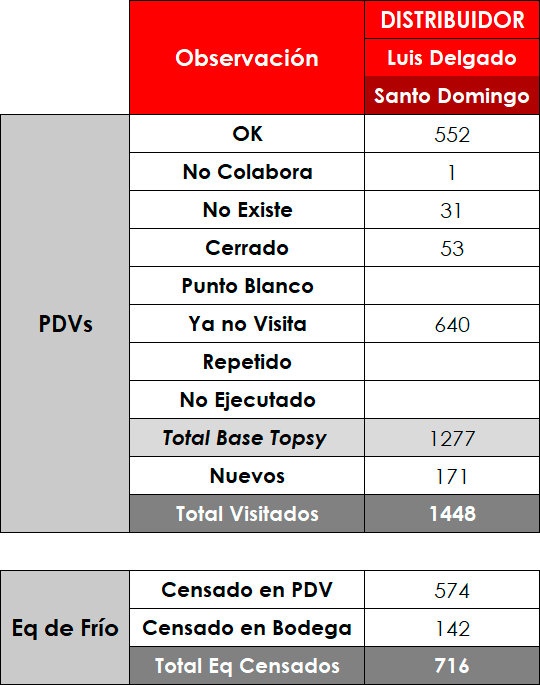 Observación DISTRIBUIDOR
Luis Delgado
Santo Domingo
PDVs
OK 552
No Colabora 1
No Existe 31
Cerrado 53
Punto Blanco
Ya no Visita 640
Repetido
No Ejecutado
Total Base Topsy 1277
Nuevos 171
Total Visitados 1448
Eq de Frío
Censado en PDV 574
Censado en Bodega 142
Total Eq Censados 716